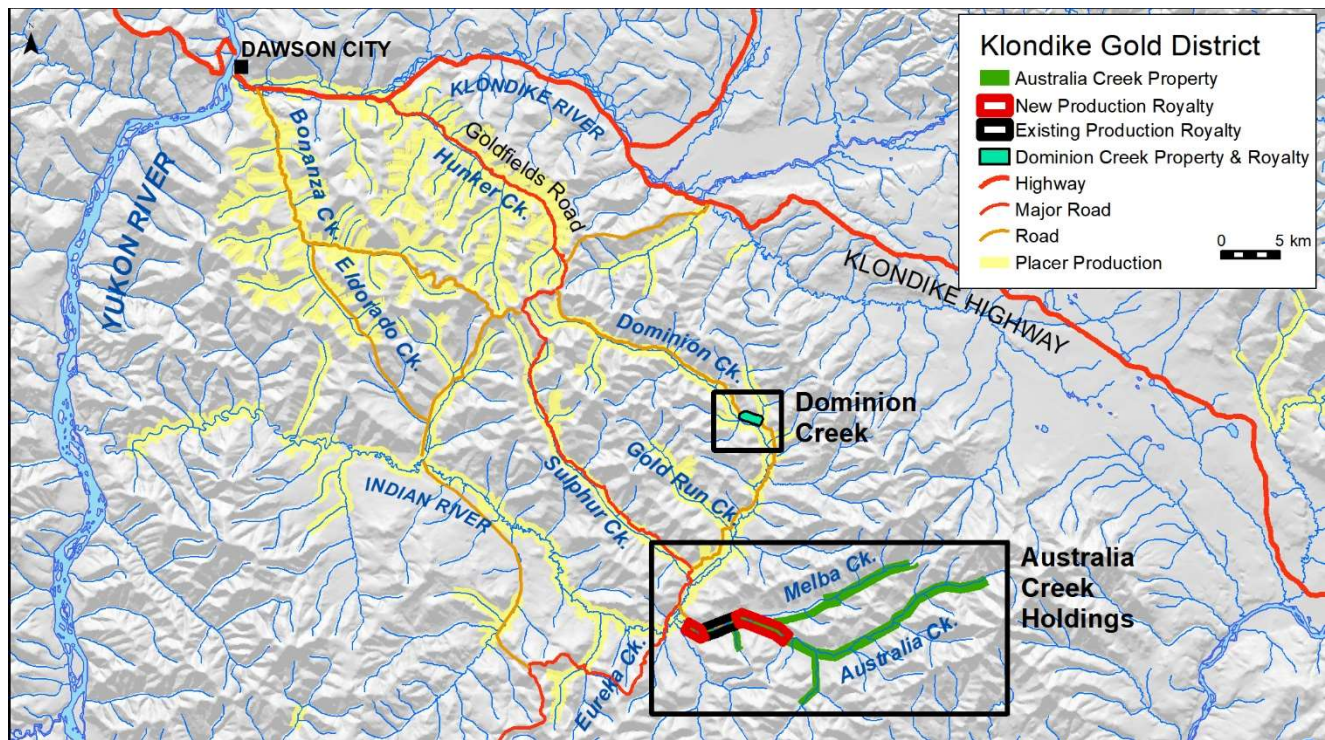 DAWSON CITY
KLONDIKE RIVER
Goldfields Road
Bonanza Ck.
Hunker Ck.
YUKON RIVER
Eldorado Ck.
KLONDIKE HIGHWAY
Dominion Ck.
Dominion
Creek
Gold Run Ck.
Sulphur Ck.
INDIAN RIVER
Eureka Ck.
Melba Ck.
Australia Ck.
Australia
Creek
Holdings
Klondike Gold District
Australia Creek Property
New Production Royalty
Existing Production Royalty
Dominion Creek Property & Royalty
Highway
Major Road
Road
Placer Production
0 5 km